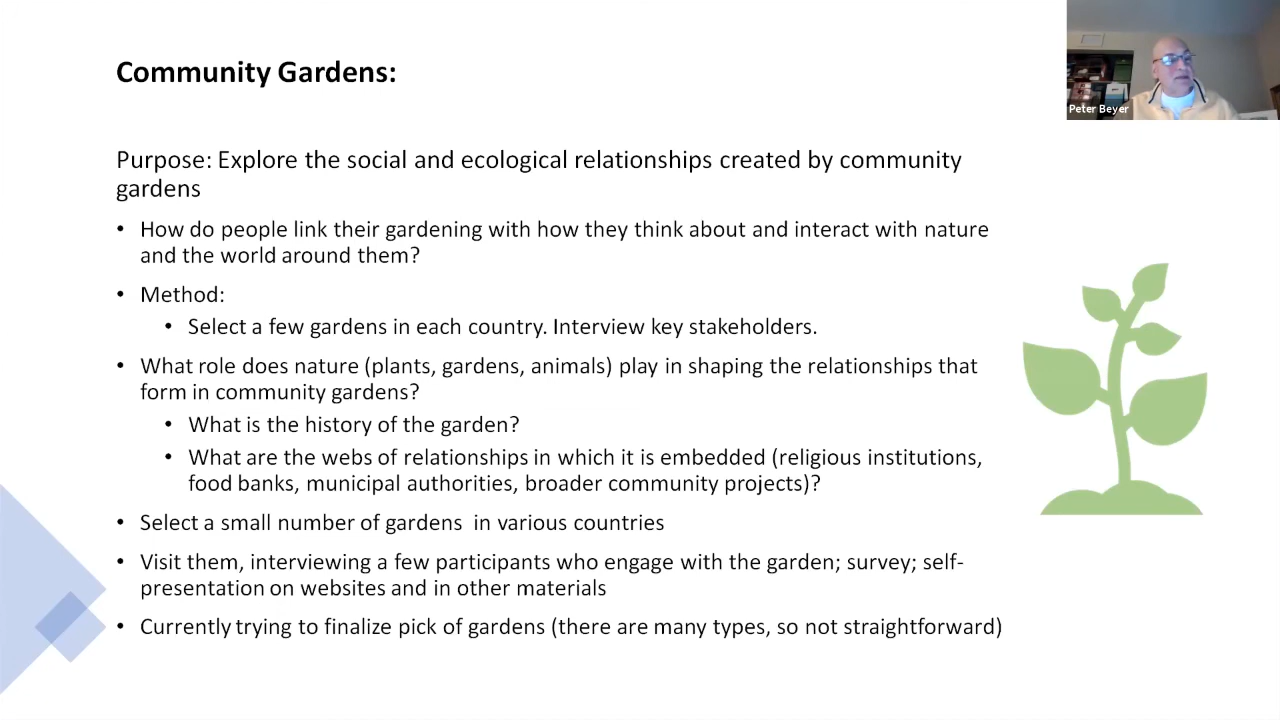 Community Gardens:
Peter Beyer
Purpose: Explore the social and ecological relationships created by community
gardens
• How do people link their gardening with how they think about and interact with nature
and the world around them?
• Method:
• Select a few gardens in each country. Interview key stakeholders.
• What role does nature (plants, gardens, animals) play in shaping the relationships that
form in community gardens?
• What is the history of the garden?
• What are the webs of relationships in which it is embedded (religious institutions,
food banks, municipal authorities, broader community projects)?
• Select a small number of gardens in various countries
• Visit them, interviewing a few participants who engage with the garden; survey; self-
presentation on websites and in other materials
• Currently trying to finalize pick of gardens (there are many types, so not straightforward)